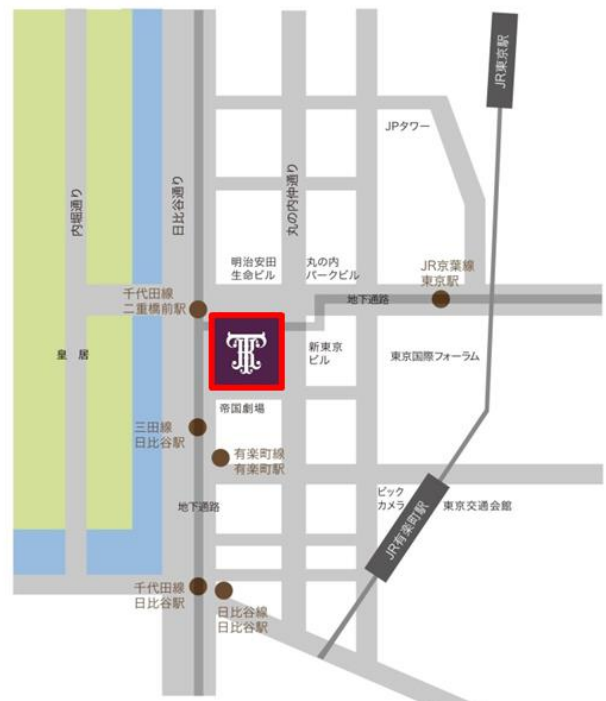 JR東京駅
JPタワー
内堀通り
日比谷通り
丸の内仲通り
明治安田
生命ビル
丸の内
パークビル
JR京葉線
東京駅
千代田線
二重橋前駅
地下通路
皇居
新東京
ビル
東京国際フォーラム
帝国劇場
三田線
日比谷駅
有楽町線
有楽町駅
ビック
カメラ
東京交通会館
JR有楽町駅
地下通路
千代田線
日比谷駅
日比谷線
日比谷駅